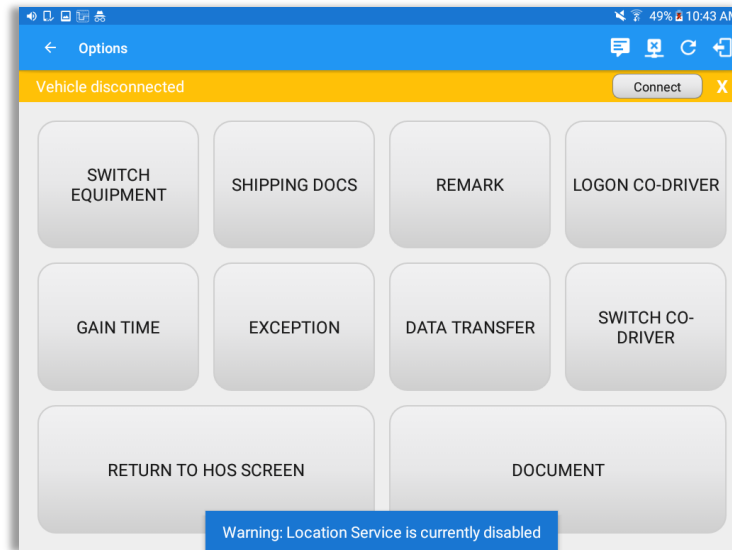 49% 10:43 AM
Options
Vehicle disconnected
Connect
X
SWITCH
EQUIPMENT
SHIPPING DOCS
REMARK
LOGON CO-DRIVER
GAIN TIME
EXCEPTION
DATA TRANSFER
SWITCH CO-
DRIVER
RETURN TO HOS SCREEN
DOCUMENT
Warning: Location Service is currently disabled